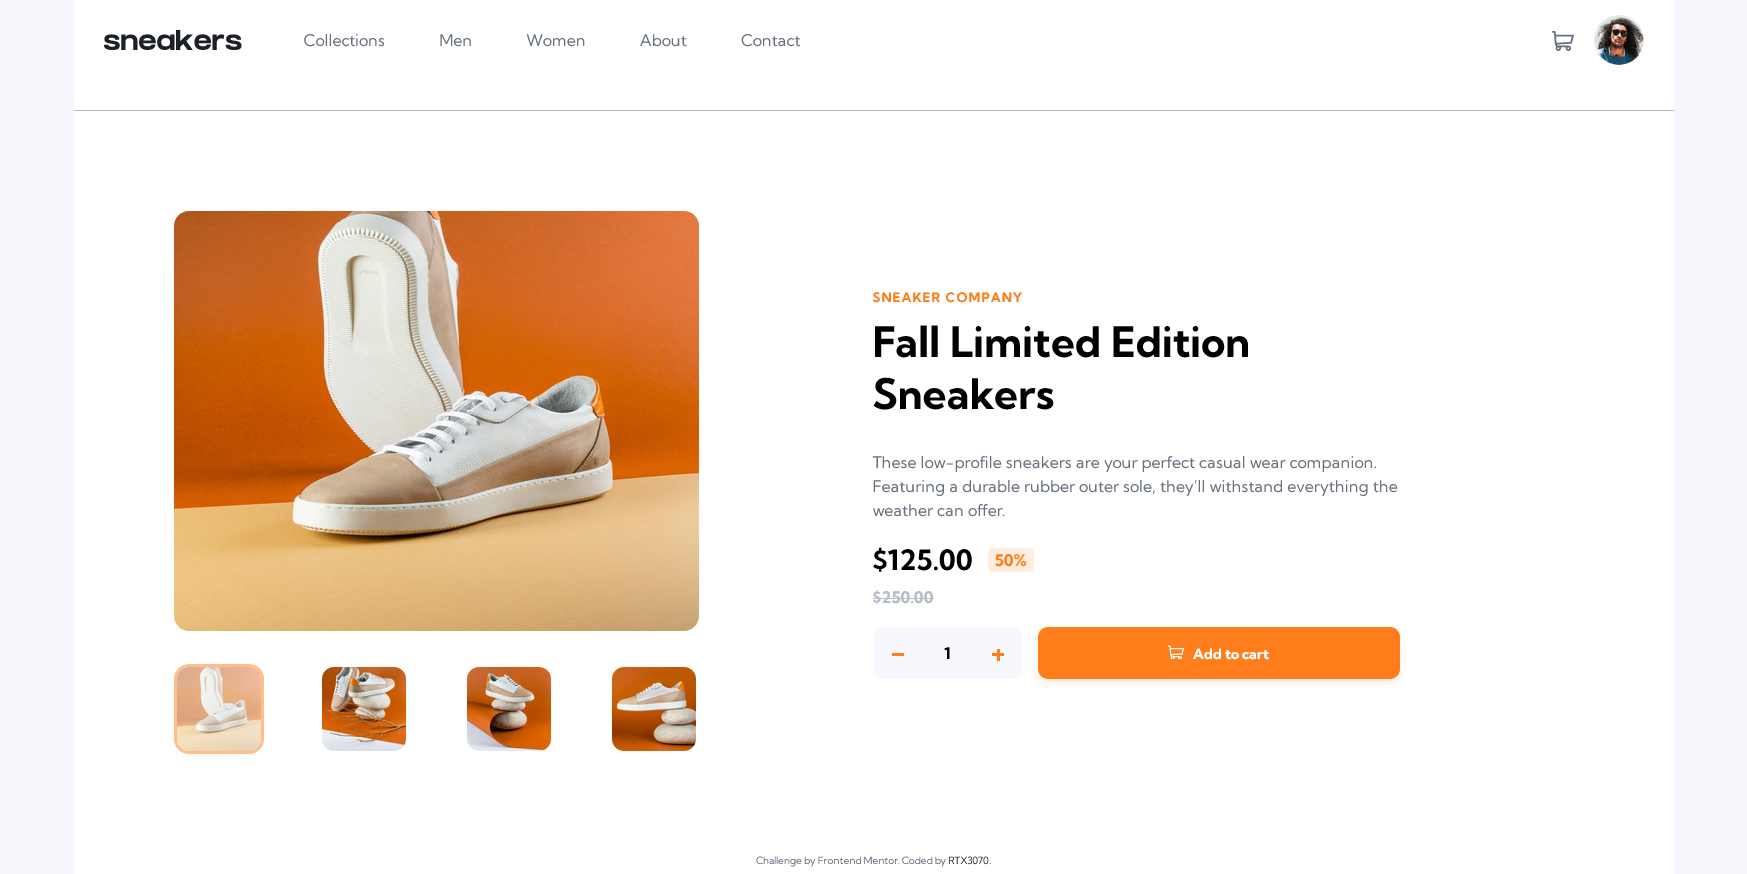 sneakers Collections Men Women About Contact
SNEAKER COMPANY
Fall Limited Edition
Sneakers
These low-profile sneakers are your perfect casual wear companion.
Featuring a durable rubber outer sole, they’ll withstand everything the
weather can offer.
$125.00 50%
$250.00
1 Add to cart
Challenge by Frontend Mentor. Coded by RTX3070.